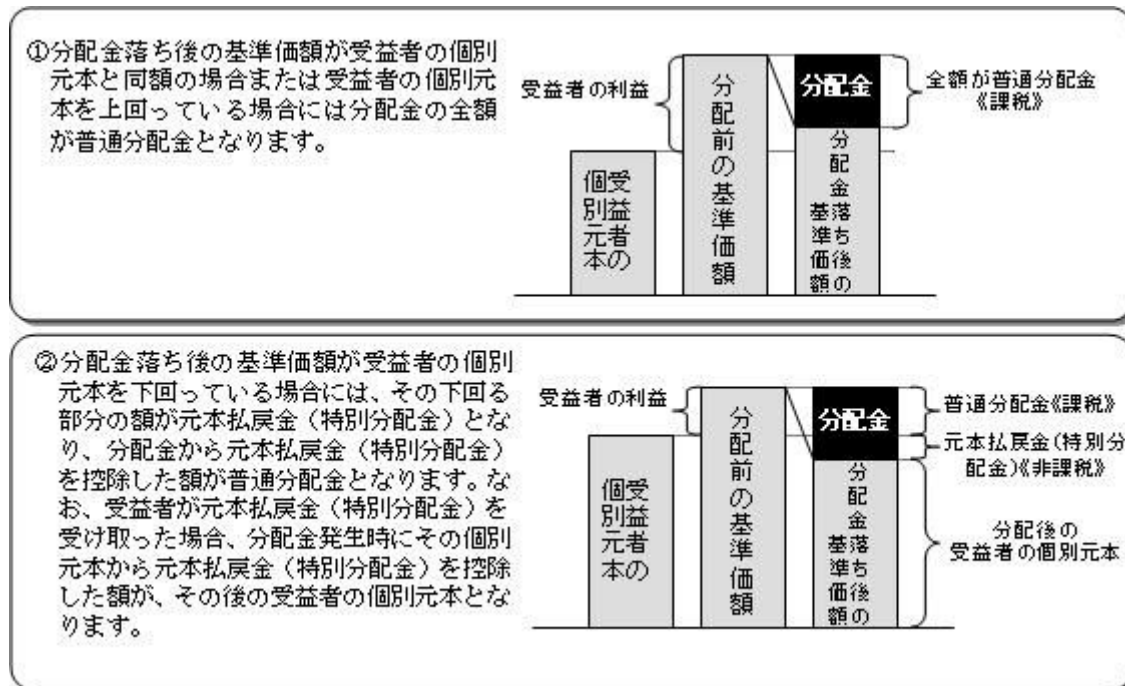 ①分配金落ち後の基準価額が受益者の個別
元本と同額の場合または受益者の個別元
本を上回っている場合には分配金の全額
が普通分配金となります。
受益者の利益
受益者の
個別元本
分配前の基準価額
分配金
分配金落ち後の
基準価額
全額が普通分配金
《課税》
②分配金落ち後の基準価額が受益者の個別
元本を下回っている場合には、その下回る
部分の額が元本払戻金（特別分配金）とな
り、分配金から元本払戻金（特別分配金）
を控除した額が普通分配金となります。な
お、受益者が元本払戻金（特別分配金）を
受け取った場合、分配金発生時にその個別
元本から元本払戻金（特別分配金）を控除
した額が、その後の受益者の個別元本とな
ります。
受益者の利益
受益者の
個別元本
分配前の基準価額
分配金
分配金落ち後の
基準価額
普通分配金《課税》
元本払戻金（特別分
配金）《非課税》
分配後の
受益者の個別元本